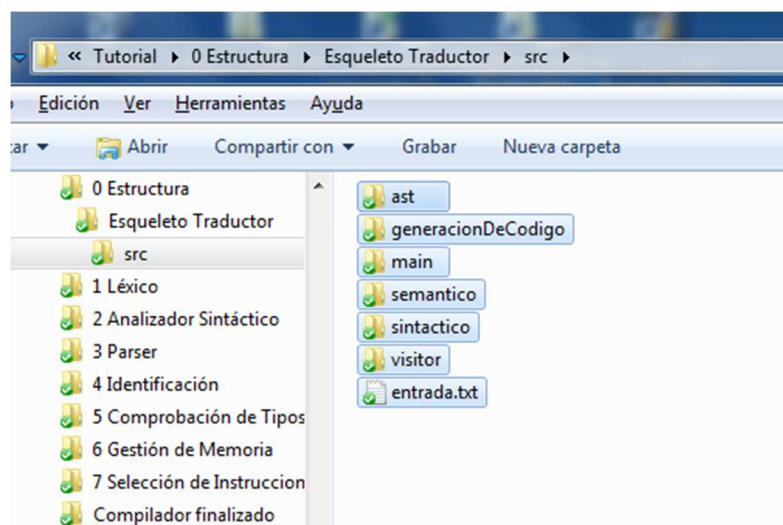 « Tutorial ▸ 0 Estructura ▸ Esqueleto Traductor ▸ src ▸
Edición Ver Herramientas Ayuda
Abrir Compartir con Grabar Nueva carpeta
0 Estructura
Esqueleto Traductor
src
1 Léxico
2 Analizador Sintáctico
3 Parser
4 Identificación
5 Comprobación de Tipos
6 Gestión de Memoria
7 Selección de Instruccion
Compilador finalizado
ast
generacionDeCodigo
main
semantico
sintactico
visitor
entrada.txt